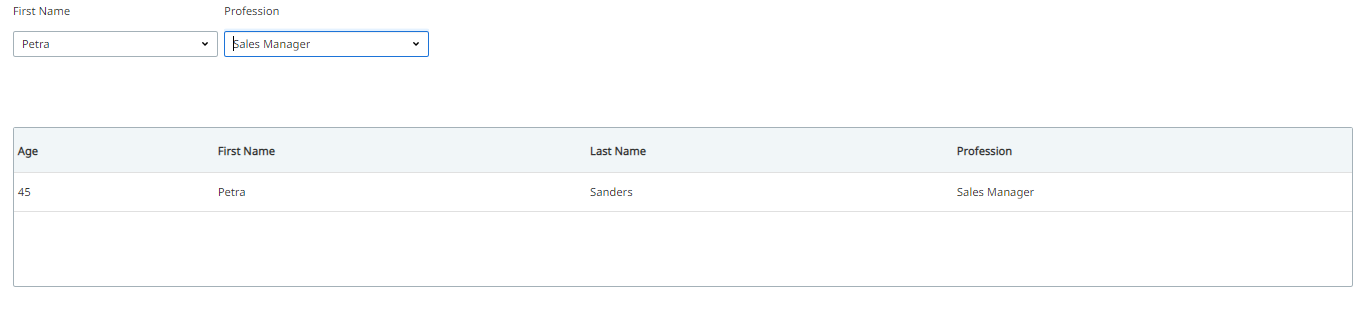 First Name Profession
Petra Sales Manager
Age First Name Last Name Profession
45 Petra Sanders Sales Manager